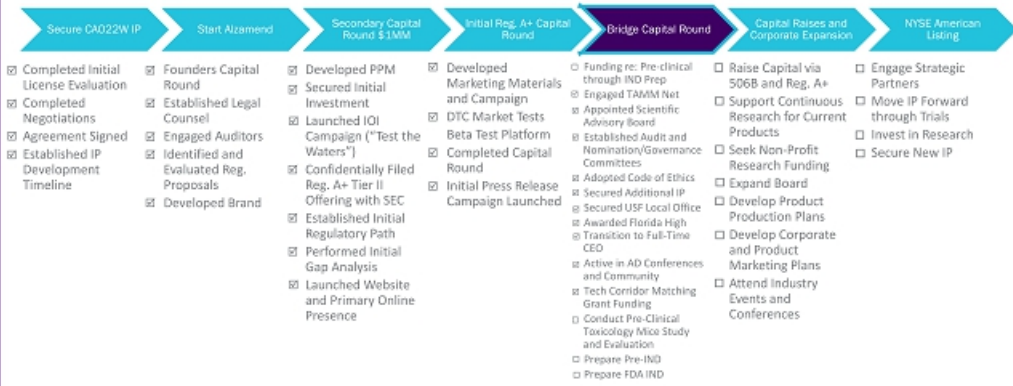 Secure CAO22W IP
Completed Initial
License Evaluation
Completed
Negotiations
Agreement Signed
Established IP
Development
Timeline
Start Alzamend
Founders Capital
Round
Established Legal
Counsel
Engaged Auditors
Identified and
Evaluated Reg.
Proposals
Developed Brand
Secondary Capital
Round $1MM
Developed PPM
Secured Initial
Investment
Launched IOI
Campaign ("Test the
Waters")
Confidentially Filed
Reg. A+ Tier II
Offering with SEC
Established Initial
Regulatory Path
Performed Initial
Gap Analysis
Launched Website
and Primary Online
Presence
Initial Reg. A+ Capital
Round
Developed
Marketing Materials
and Campaign
DTC Market Tests
Beta Test Platform
Completed Capital
Round
Initial Press Release
Campaign Launched
Bridge Capital Round
Funding re: Pre-clinical
through IND Prep
Engaged TAMM Net
Appointed Scientific
Advisory Board
Established Audit and
Nomination/Governance
Committees
Adopted Code of Ethics
Secured Additional IP
Secured USF Local Office
Awarded Florida High
Transition to Full-Time
CEO
Active in AD Conferences
and Community
Tech Corridor Matching
Grant Funding
Conduct Pre-Clinical
Toxicology Mice Study
and Evaluation
Prepare Pre-IND
Prepare FDA IND
Capital Raises and
Corporate Expansion
Raise Capital via
506B and Reg. A+
Support Continuous
Research for Current
Products
Seek Non-Profit
Research Funding
Expand Board
Develop Product
Production Plans
Develop Corporate
and Product
Marketing Plans
Attend Industry
Events and
Conferences
NYSE American
Listing
Engage Strategic
Partners
Move IP Forward
through Trials
Invest in Research
Secure New IP